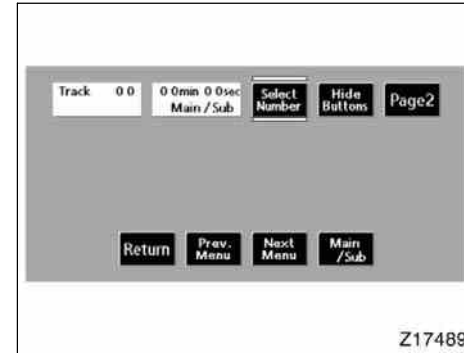 Track 0 0
0 0min 0 0sec
Main / Sub
Select
Number
Hide
Buttons
Page2
Return
Prev.
Menu
Next
Menu
Main
/Sub
Z17489